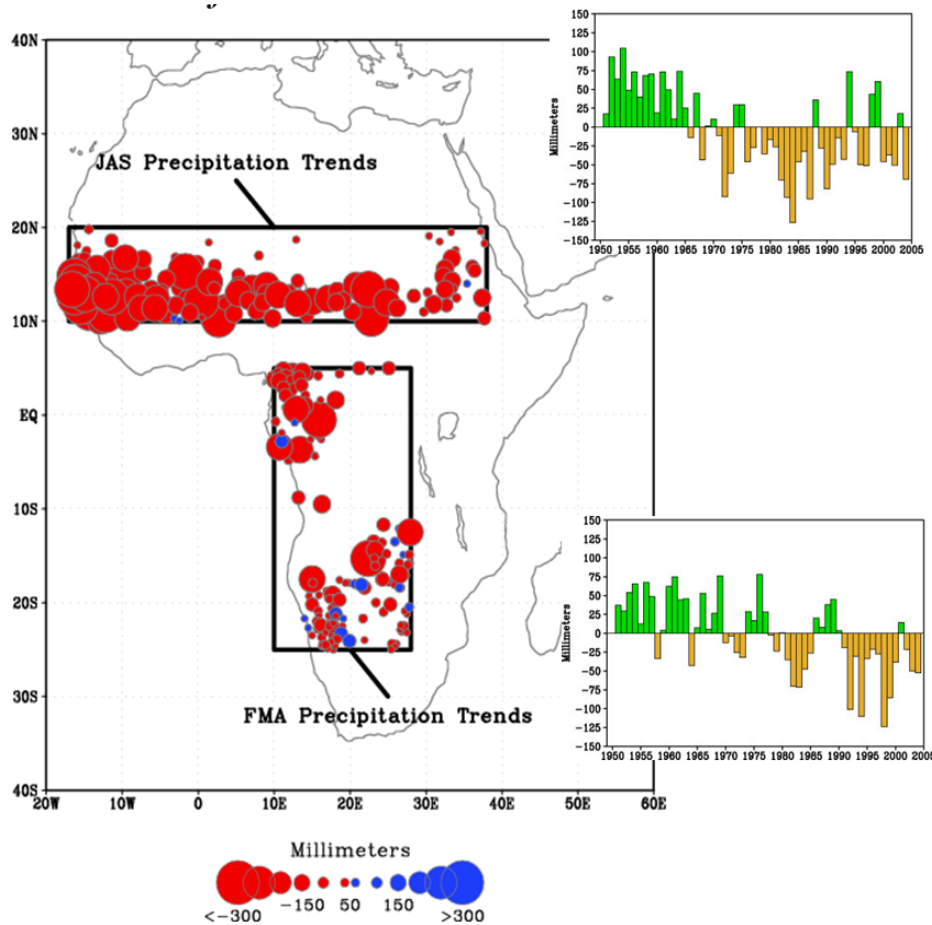 40N
30N
20N
10N
EQ
10S
20S
30S
40S
20W 10W 0 10E 20E 30E 40E 50E 60E
JAS Precipitation Trends
FMA Precipitation Trends
Millimeters
<-300 -150 50 150 >300
150
125
100
75
50
25
0
-25
-50
-75
-100
-125
-150
Millimeters
1950 1955 1960 1965 1970 1975 1980 1985 1990 1995 2000 2005
150
125
100
75
50
25
0
-25
-50
-75
-100
-125
-150
Millimeters
1950 1955 1960 1965 1970 1975 1980 1985 1990 1995 2000 2005